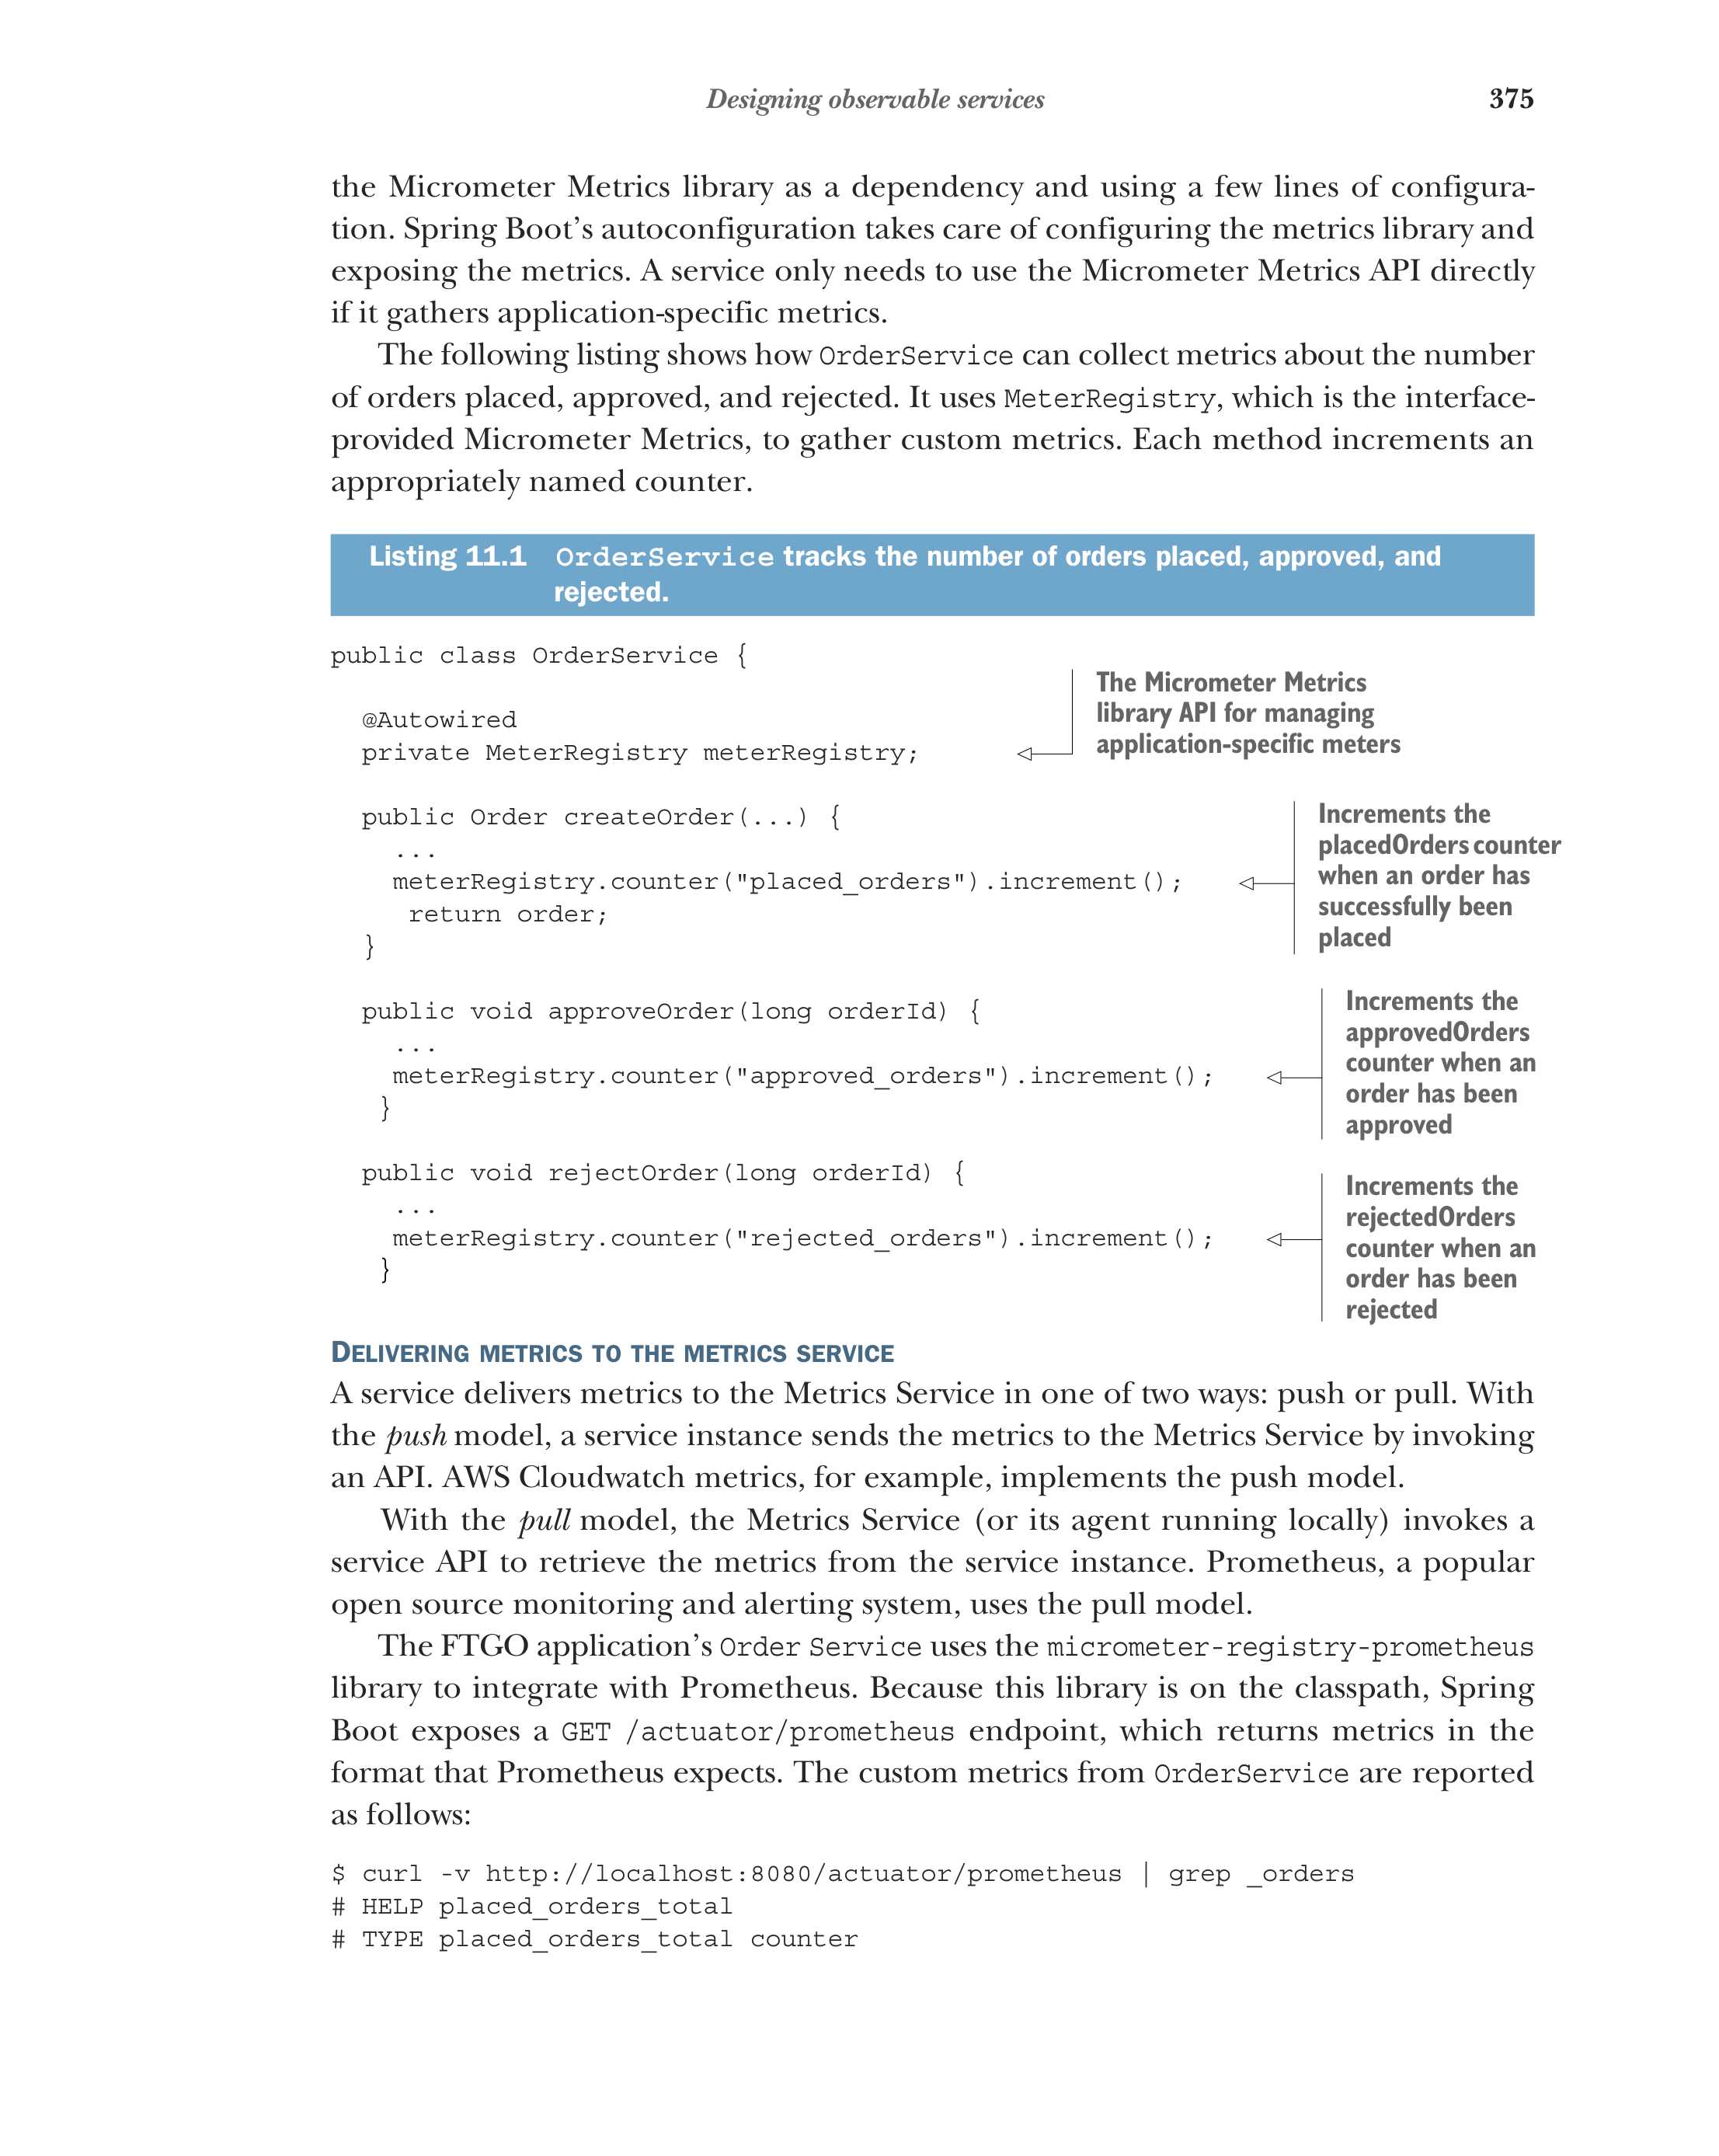 Designing observable services 375
the Micrometer Metrics library as a dependency and using a few lines of configura-
tion. Spring Boot’s autoconfiguration takes care of configuring the metrics library and
exposing the metrics. A service only needs to use the Micrometer Metrics API directly
if it gathers application-specific metrics.
The following listing shows how OrderService can collect metrics about the number
of orders placed, approved, and rejected. It uses MeterRegistry, which is the interface-
provided Micrometer Metrics, to gather custom metrics. Each method increments an
appropriately named counter.
Listing 11.1 OrderService tracks the number of orders placed, approved, and
rejected.
public class OrderService {
@Autowired
private MeterRegistry meterRegistry;
The Micrometer Metrics
library API for managing
application-specific meters
public Order createOrder(...) {
...
meterRegistry.counter("placed_orders").increment();
return order;
}
Increments the
placedOrders counter
when an order has
successfully been
placed
public void approveOrder(long orderId) {
...
meterRegistry.counter("approved_orders").increment();
}
Increments the
approvedOrders
counter when an
order has been
approved
public void rejectOrder(long orderId) {
...
meterRegistry.counter("rejected_orders").increment();
}
Increments the
rejectedOrders
counter when an
order has been
rejected
DELIVERING METRICS TO THE METRICS SERVICE
A service delivers metrics to the Metrics Service in one of two ways: push or pull. With
the push model, a service instance sends the metrics to the Metrics Service by invoking
an API. AWS Cloudwatch metrics, for example, implements the push model.
With the pull model, the Metrics Service (or its agent running locally) invokes a
service API to retrieve the metrics from the service instance. Prometheus, a popular
open source monitoring and alerting system, uses the pull model.
The FTGO application’s Order Service uses the micrometer-registry-prometheus
library to integrate with Prometheus. Because this library is on the classpath, Spring
Boot exposes a GET /actuator/prometheus endpoint, which returns metrics in the
format that Prometheus expects. The custom metrics from OrderService are reported
as follows:
$ curl -v http://localhost:8080/actuator/prometheus | grep _orders
# HELP placed_orders_total
# TYPE placed_orders_total counter